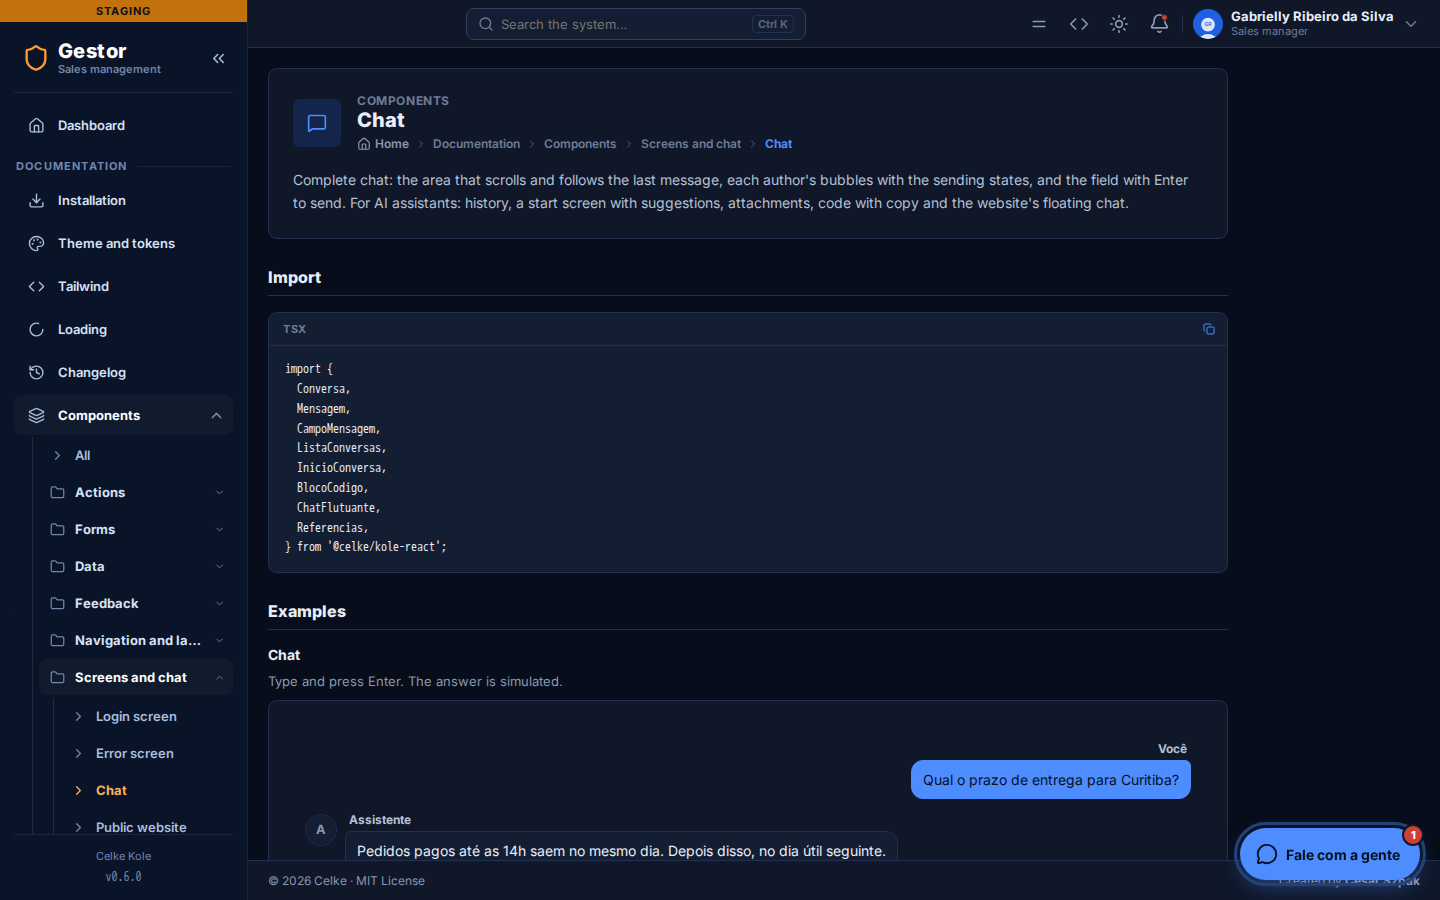 STAGING
Gestor
Sales management
Dashboard
DOCUMENTATION
Installation
Theme and tokens
Tailwind
Loading
Changelog
Components
All
Actions
Forms
Data
Feedback
Navigation and la...
Screens and chat
Login screen
Error screen
Chat
Public website
Celke Kole
v0.6.0
Search the system...
Ctrl K
GR
Gabrielly Ribeiro da Silva
Sales manager
COMPONENTS
Chat
Home
Documentation
Components
Screens and chat
Chat
Complete chat: the area that scrolls and follows the last message, each author's bubbles with the sending states, and the field with Enter
to send. For AI assistants: history, a start screen with suggestions, attachments, code with copy and the website's floating chat.
Import
TSX
import {
Conversa,
Mensagem,
CampoMensagem,
ListaConversas,
InicioConversa,
BlocoCodigo,
ChatFlutuante,
Referencias,
} from '@celke/kole-react';
Examples
Chat
Type and press Enter. The answer is simulated.
Você
Qual o prazo de entrega para Curitiba?
A
Assistente
Pedidos pagos até as 14h saem no mesmo dia. Depois disso, no dia útil seguinte.
© 2026 Celke · MIT License
Created by Cesar Szpak
Fale com a gente
1